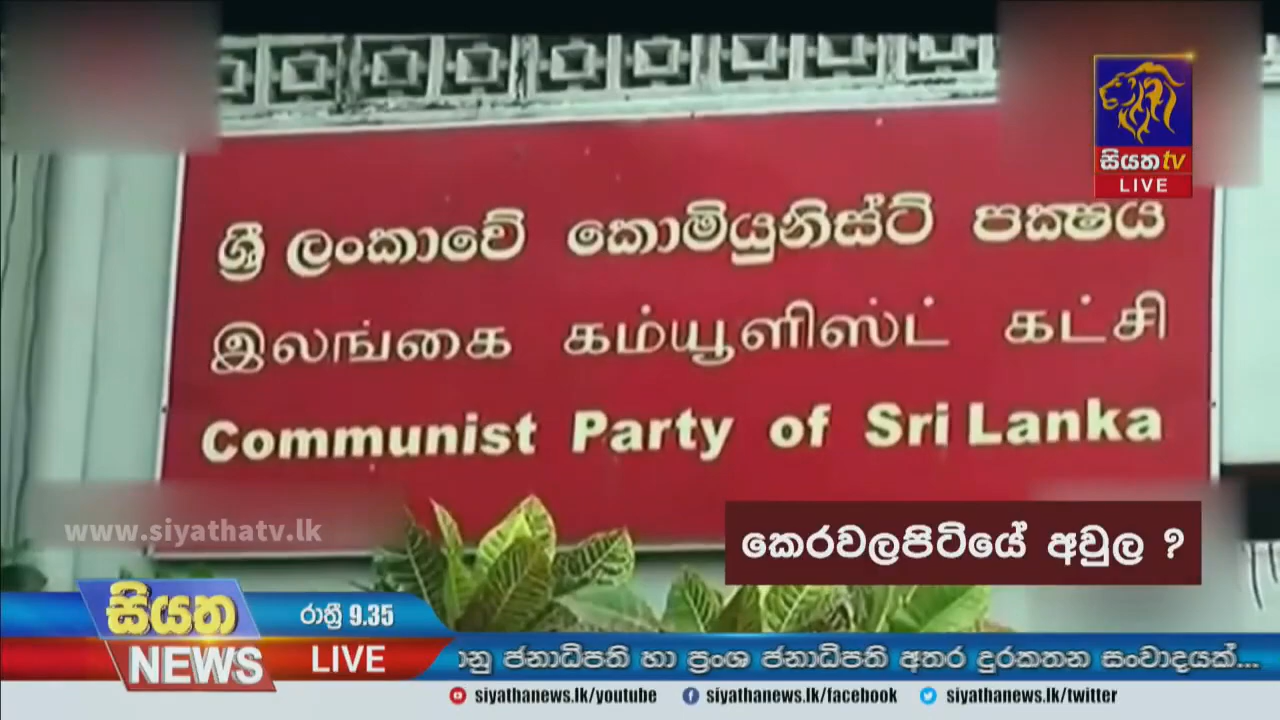 සියත tv
LIVE
ශ්‍රී ලංකාවේ කොමියුනිස්ට් පක්ෂය
இலங்கை கம்யூனிஸ்ட் கட்சி
Communist Party of Sri Lanka
www.siyathatv.lk
කෙරවලපිටියේ අවුල ?
සියත
NEWS
රාත්‍රී 9.35
LIVE
ජනාධිපති හා ප්‍රංශ ජනාධිපති අතර දුරකතන සංවාදයක්...
siyathanews.lk/youtube
siyathanews.lk/facebook
siyathanews.lk/twitter